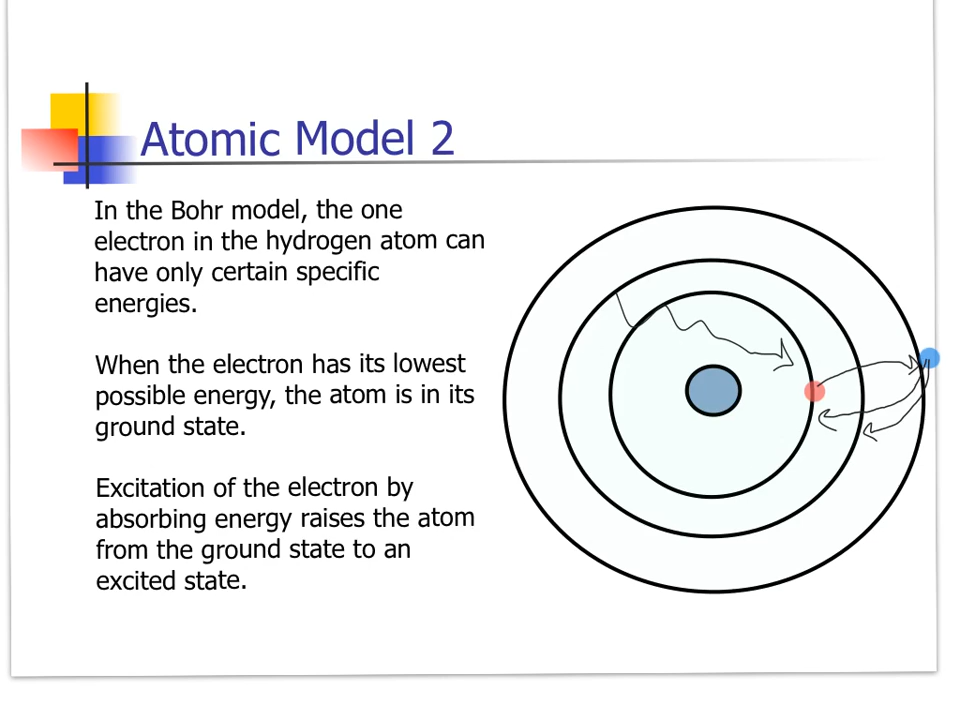 Atomic Model 2
In the Bohr model, the one
electron in the hydrogen atom can
have only certain specific
energies.
When the electron has its lowest
possible energy, the atom is in its
ground state.
Excitation of the electron by
absorbing energy raises the atom
from the ground state to an
excited state.